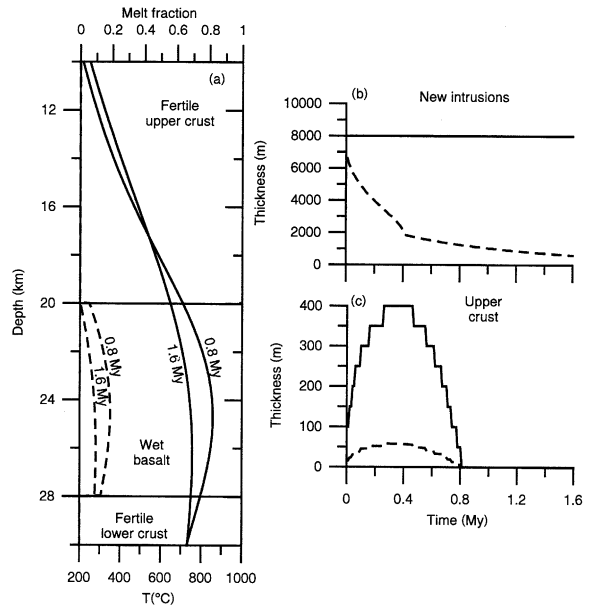 Melt fraction
0 0.2 0.4 0.6 0.8 1
(a)
Fertile
upper crust
12
16
20
24
28
Depth (km)
0.8 My
1.6 My
1.6 My
0.8 My
Wet
basalt
Fertile
lower crust
200 400 600 800 1000
T(°C)
(b)
New intrusions
10000
8000
6000
4000
2000
0
Thickness (m)
(c)
Upper
crust
400
300
200
100
0
Thickness (m)
0 0.4 0.8 1.2 1.6
Time (My)